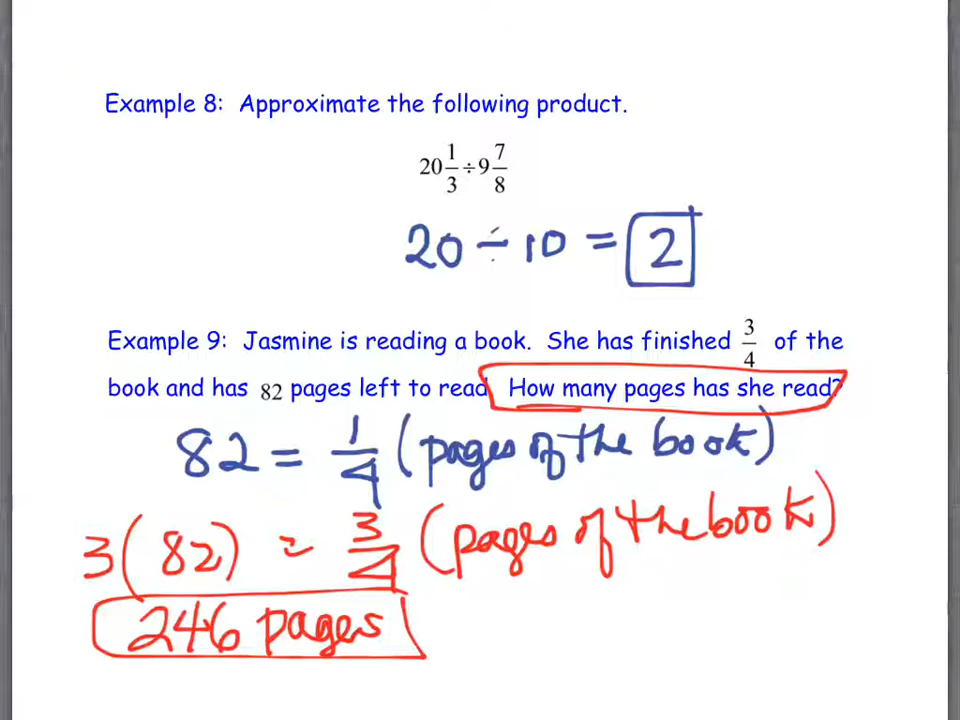 Example 8: Approximate the following product.
20 1/3 ÷ 9 7/8
20 ÷ 10 = 2
Example 9: Jasmine is reading a book. She has finished 3/4 of the
book and has 82 pages left to read. How many pages has she read?
82 = 1/4 (pages of the book)
3(82) = 3/4 (pages of the book)
246 pages